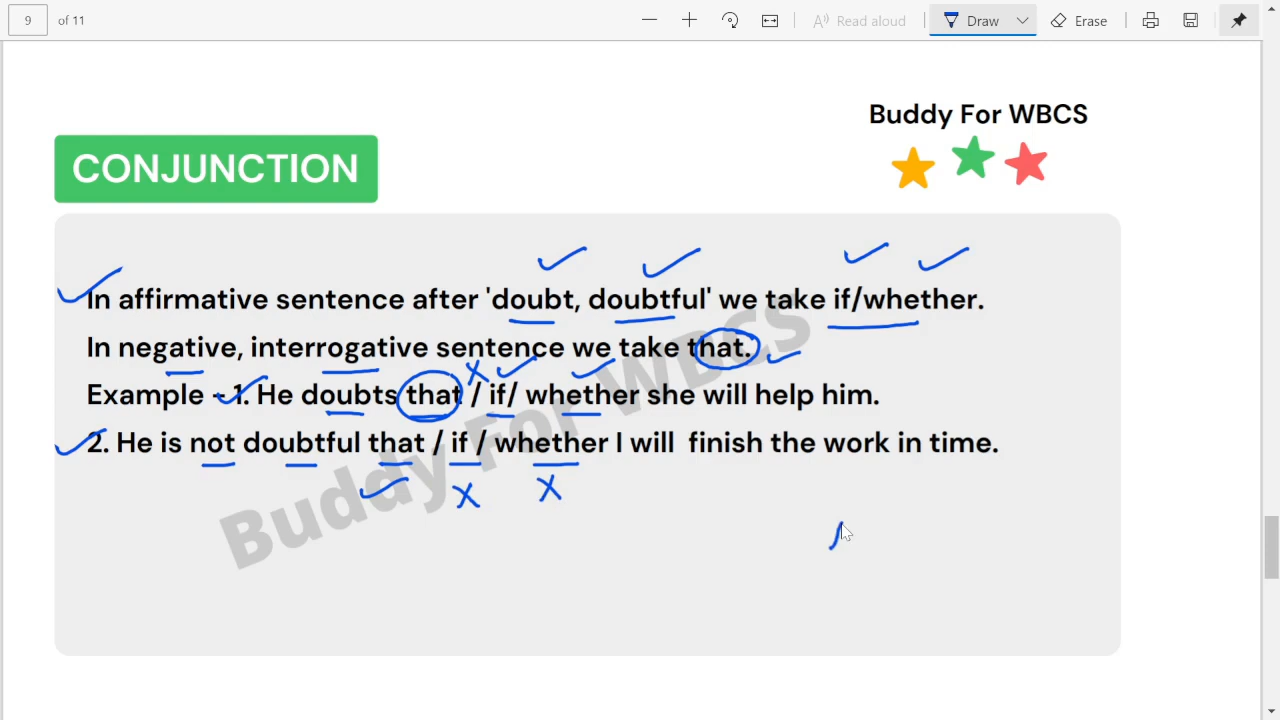 9 of 11 Read aloud Draw Erase
Buddy For WBCS
CONJUNCTION
In affirmative sentence after 'doubt, doubtful' we take if/whether.
In negative, interrogative sentence we take that.
Example - 1. He doubts that / if/ whether she will help him.
2. He is not doubtful that / if / whether I will finish the work in time.
Buddy For WBCS